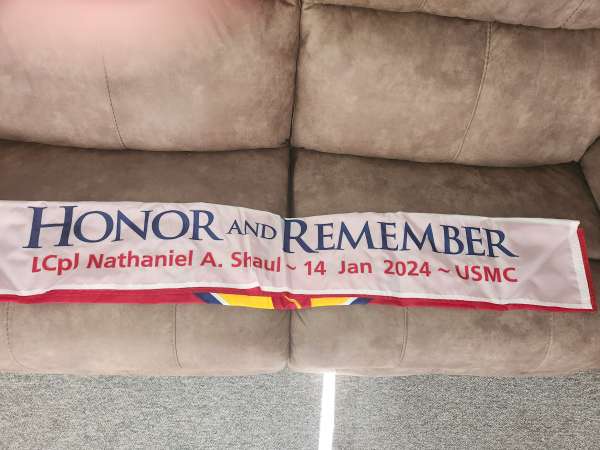 HONOR AND REMEMBER
LCpl Nathaniel A. Shaul ~ 14 Jan 2024 ~ USMC